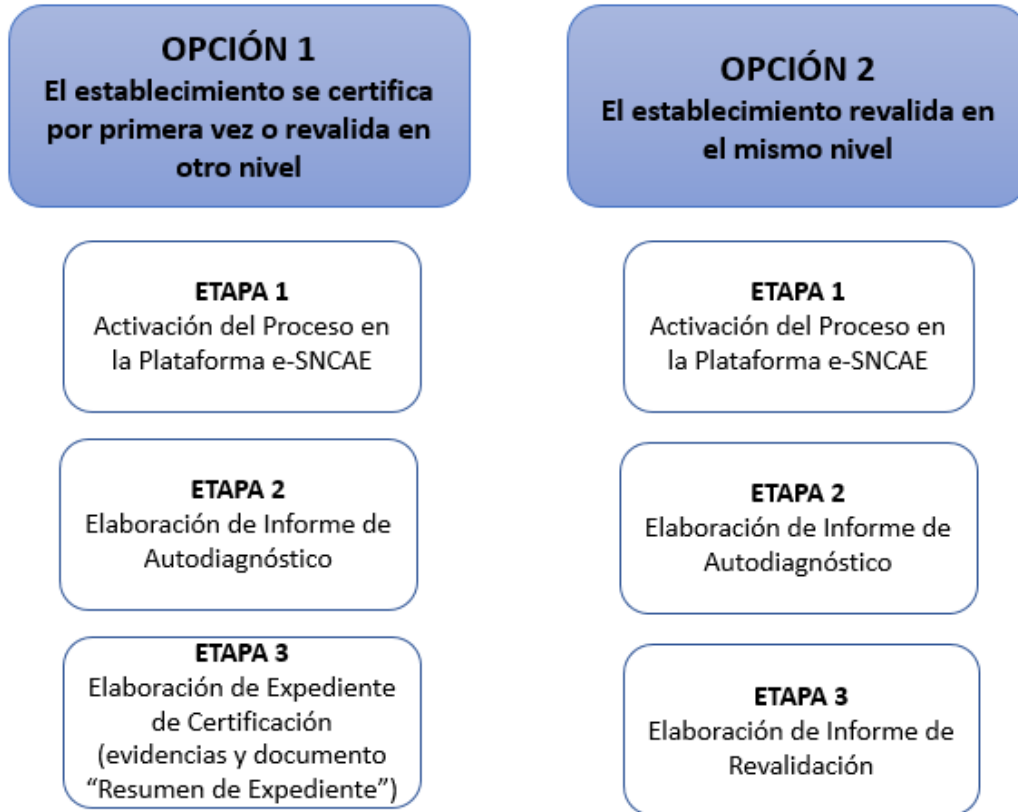 OPCIÓN 1
El establecimiento se certifica
por primera vez o revalida en
otro nivel
ETAPA 1
Activación del Proceso en
la Plataforma e-SNCAE
ETAPA 2
Elaboración de Informe de
Autodiagnóstico
ETAPA 3
Elaboración de Expediente
de Certificación
(evidencias y documento
“Resumen de Expediente”)
OPCIÓN 2
El establecimiento revalida en
el mismo nivel
ETAPA 1
Activación del Proceso en
la Plataforma e-SNCAE
ETAPA 2
Elaboración de Informe de
Autodiagnóstico
ETAPA 3
Elaboración de Informe de
Revalidación